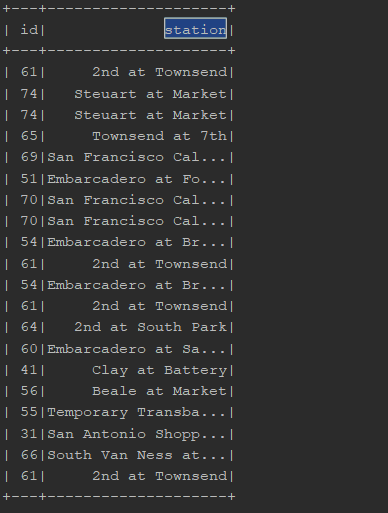 +---+--------------------+
| id|             station|
+---+--------------------+
| 61|     2nd at Townsend|
| 74|   Steuart at Market|
| 74|   Steuart at Market|
| 65|     Townsend at 7th|
| 69|San Francisco Cal...|
| 51|Embarcadero at Fo...|
| 70|San Francisco Cal...|
| 70|San Francisco Cal...|
| 54|Embarcadero at Br...|
| 61|     2nd at Townsend|
| 54|Embarcadero at Br...|
| 61|     2nd at Townsend|
| 64|   2nd at South Park|
| 60|Embarcadero at Sa...|
| 41|     Clay at Battery|
| 56|     Beale at Market|
| 55|Temporary Transba...|
| 31|San Antonio Shopp...|
| 66|South Van Ness at...|
| 61|     2nd at Townsend|
+---+--------------------+